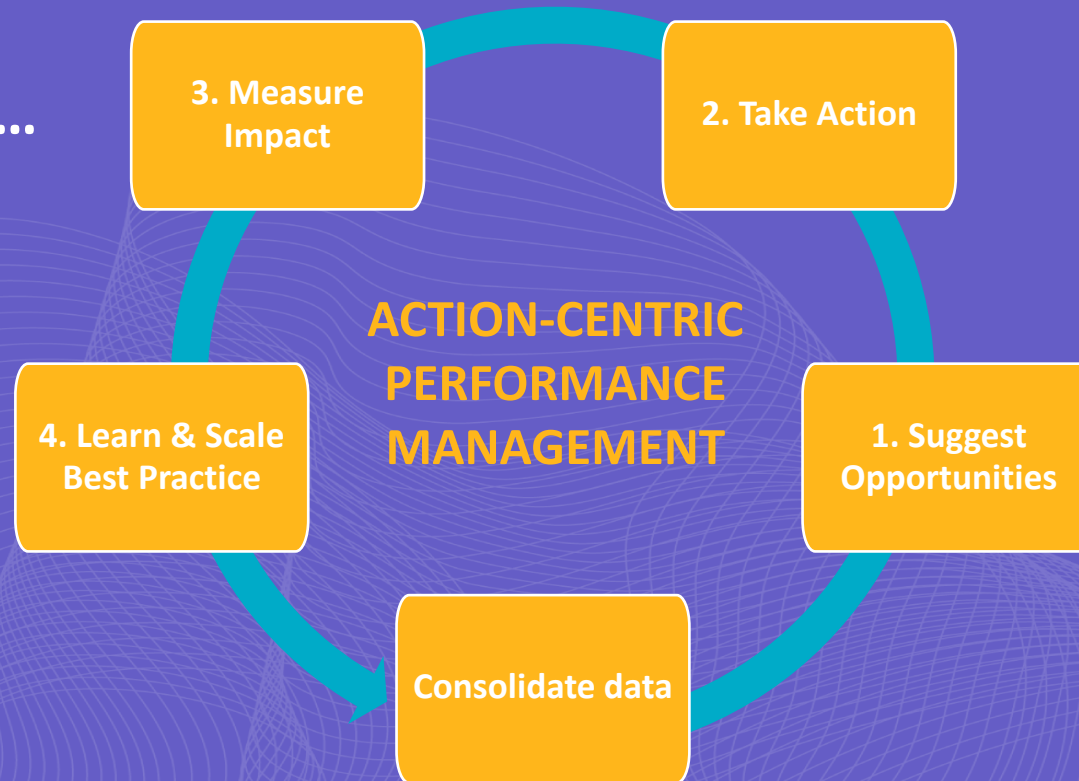 ...
3. Measure
Impact
2. Take Action
ACTION-CENTRIC
PERFORMANCE
MANAGEMENT
4. Learn & Scale
Best Practice
1. Suggest
Opportunities
Consolidate data